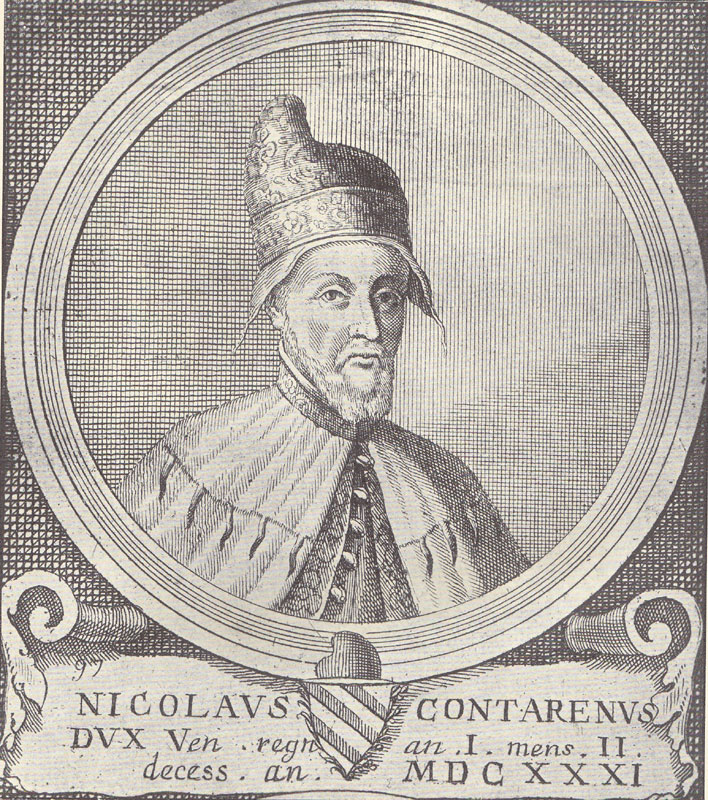 97
NICOLAVS CONTARENVS
DVX Ven . regn an . I . mens . II .
decess . an . MDCXXXI